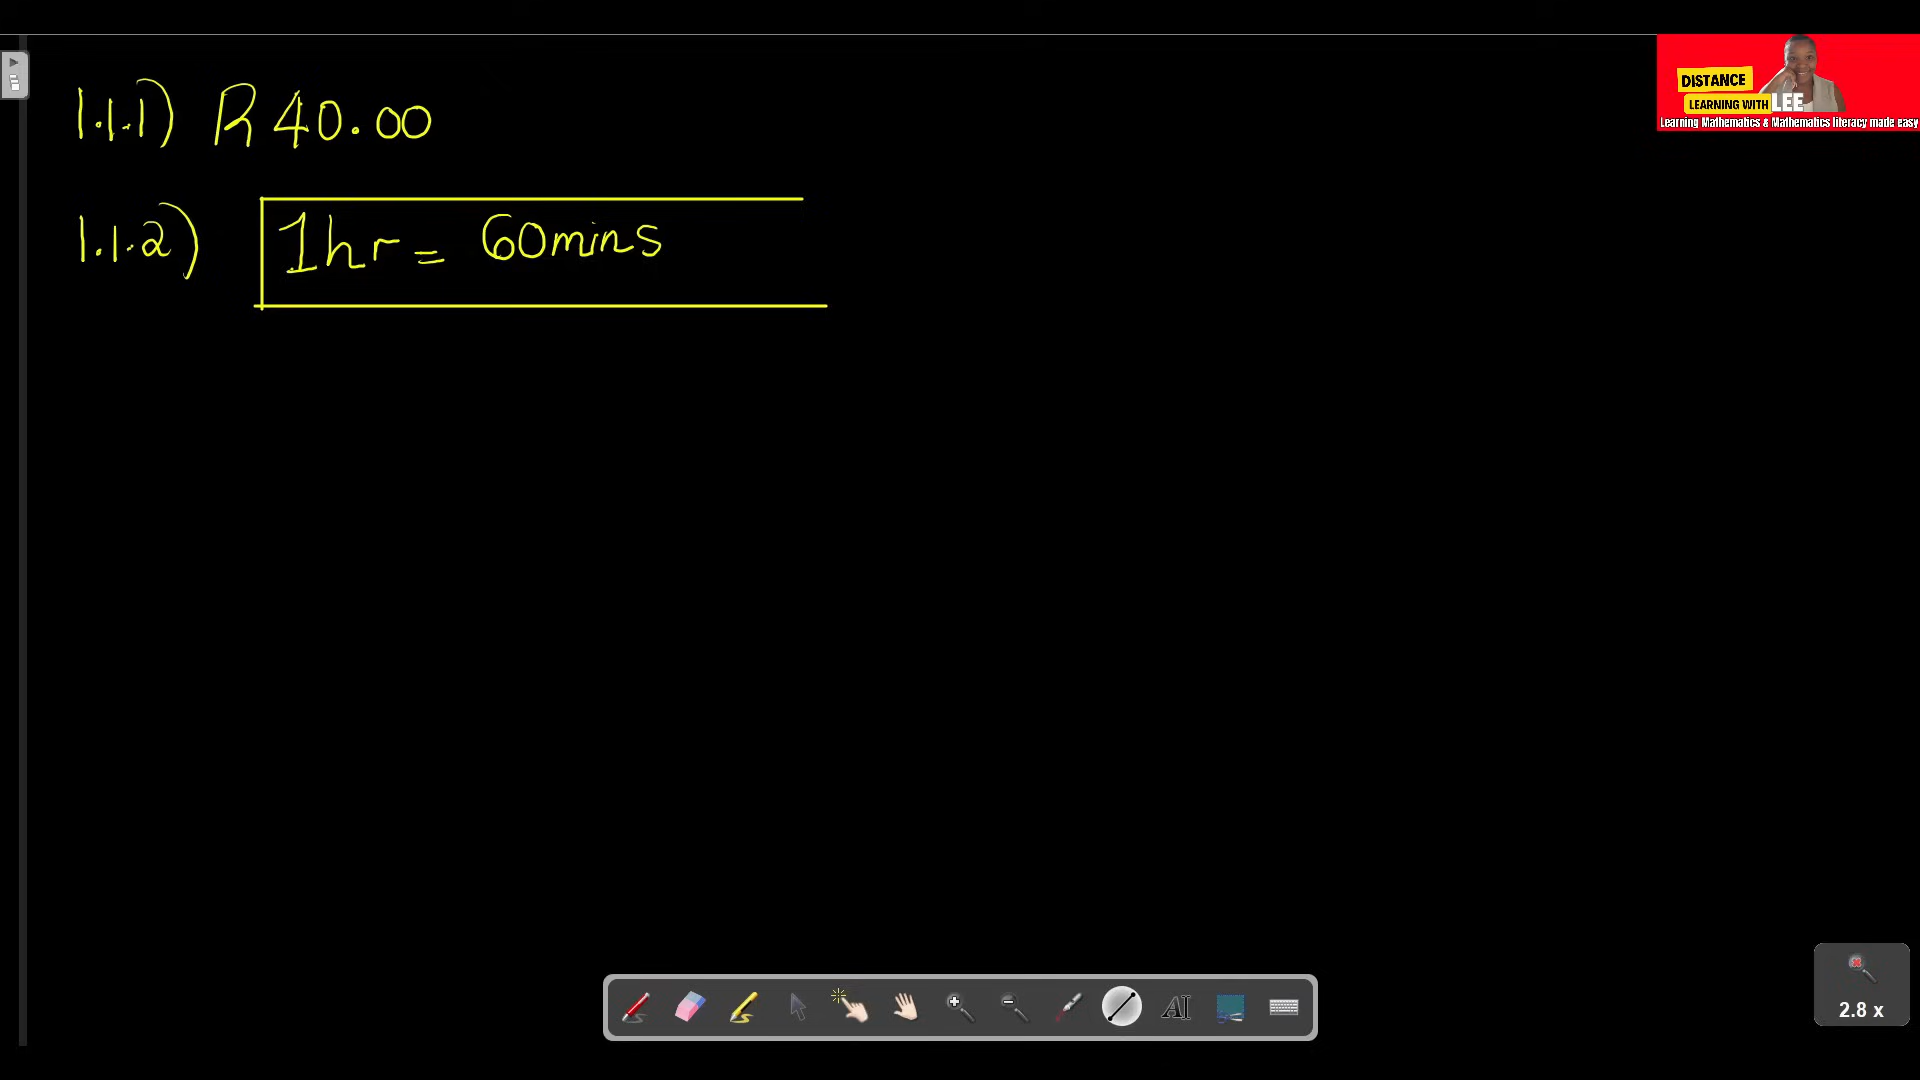 DISTANCE
LEARNING WITH LEE
Learning Mathematics & Mathematics literacy made easy
1.1.1) R40.00
1.1.2) 1hr = 60mins
AI
2.8 x